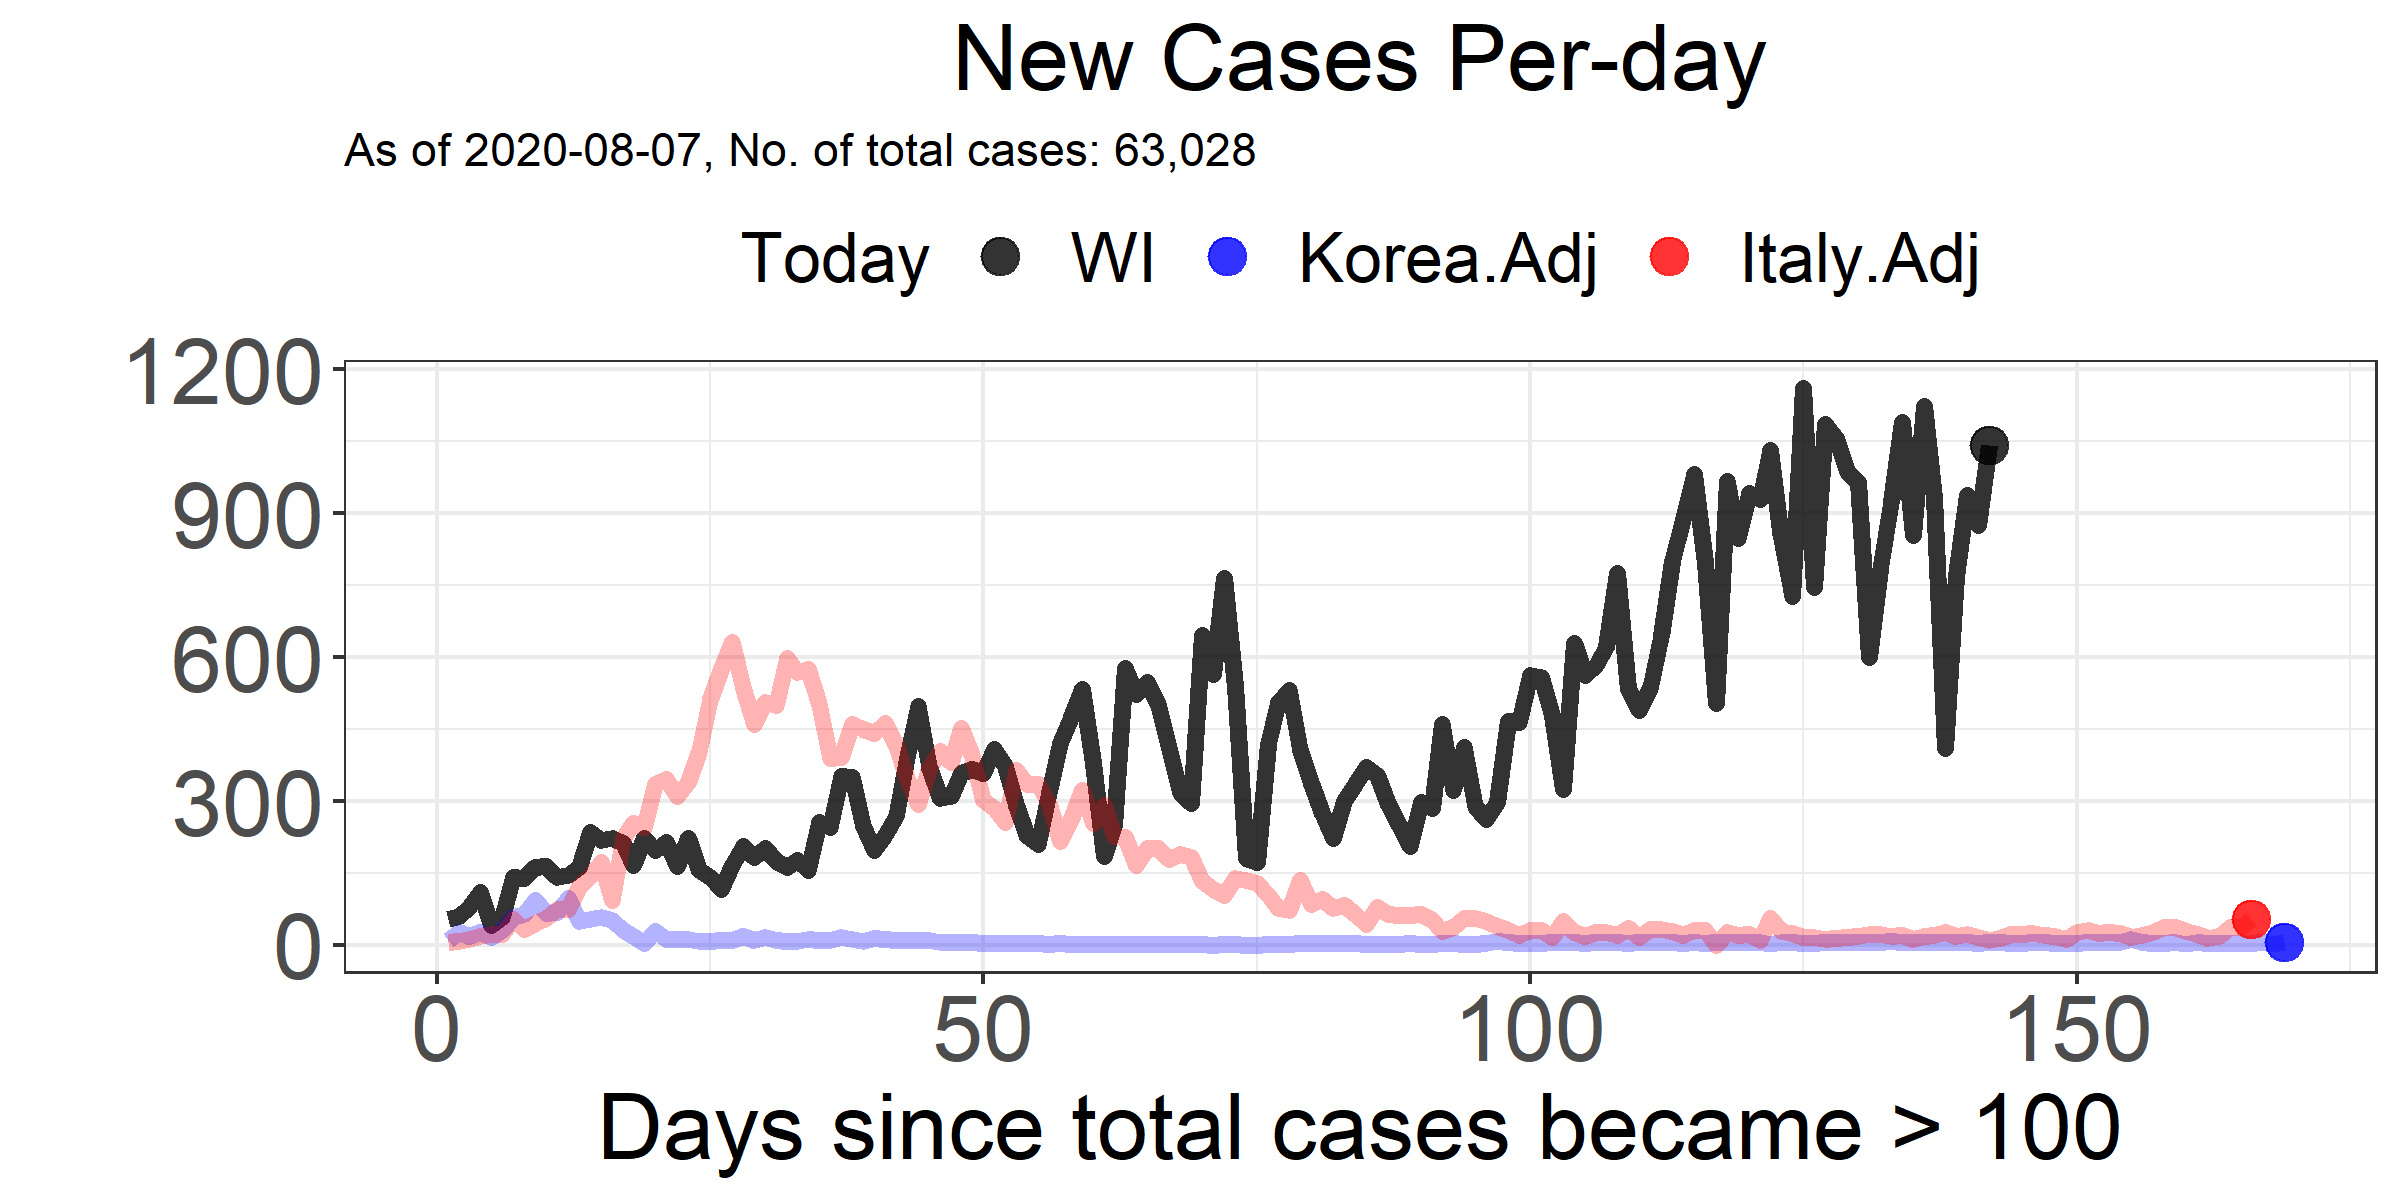 New Cases Per-day
As of 2020-08-07, No. of total cases: 63,028
Today WI Korea.Adj Italy.Adj
1200
900
600
300
0
0 50 100 150
Days since total cases became > 100